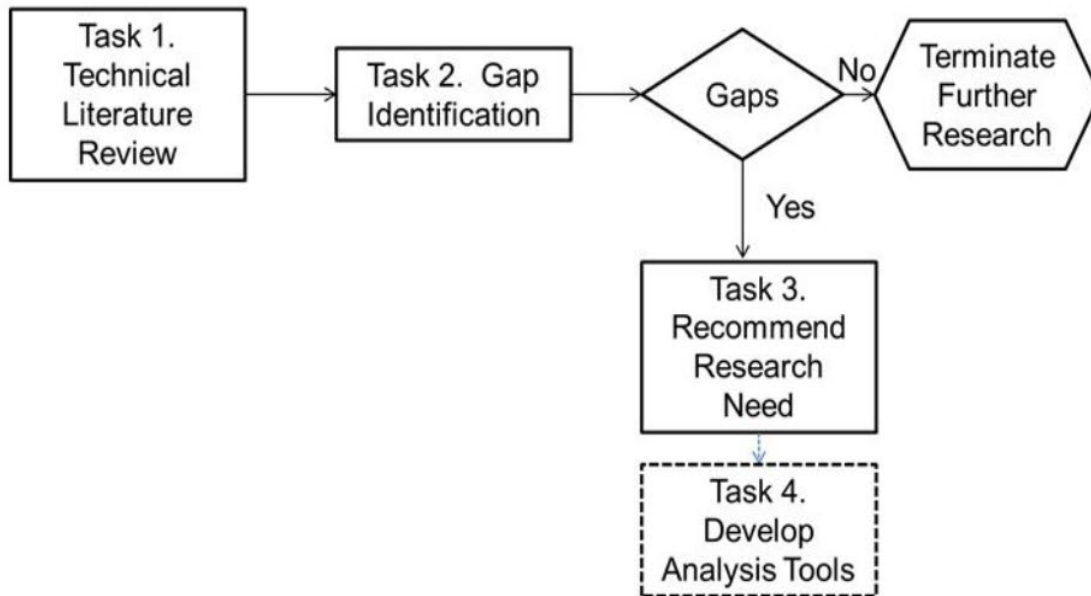 Task 1.
Technical
Literature
Review
Task 2.  Gap
Identification
Gaps
No
Terminate
Further
Research
Yes
Task 3.
Recommend
Research
Need
Task 4.
Develop
Analysis Tools